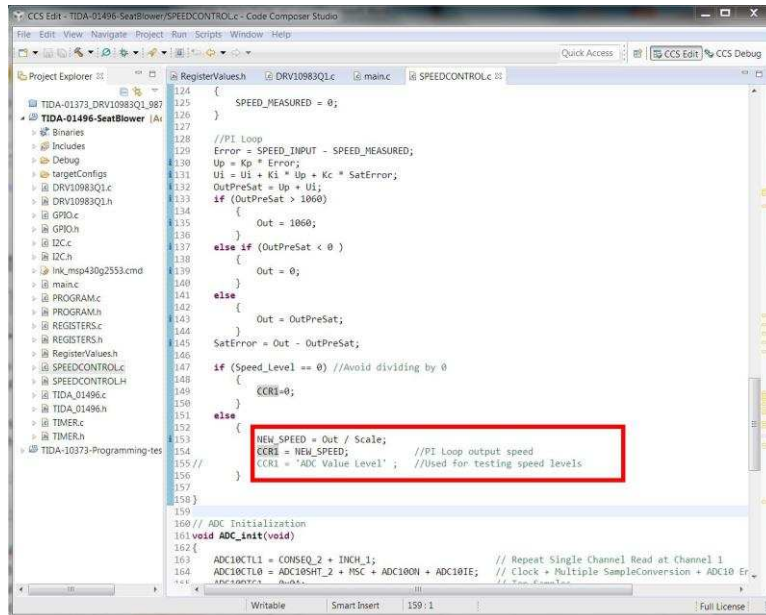 CCS Edit - TIDA-01496-SeatBlower/SPEEDCONTROL.c - Code Composer Studio
File Edit View Navigate Project Run Scripts Window Help
Quick Access CCS Edit CCS Debug
Project Explorer
RegisterValues.h DRV10983Q1.c main.c SPEEDCONTROL.c
TIDA-01373_DRV10983Q1_987
TIDA-01496-SeatBlower
Binaries
Includes
Debug
targetConfigs
DRV10983Q1.c
DRV10983Q1.h
GPIO.c
GPIO.h
I2C.c
I2C.h
lnk_msp430g2553.cmd
main.c
PROGRAM.c
PROGRAM.h
REGISTERS.c
REGISTERS.h
RegisterValues.h
SPEEDCONTROL.c
SPEEDCONTROL.H
TIDA_01496.c
TIDA_01496.h
TIMER.c
TIMER.h
TIDA-10373-Programming-tes
124 {
125 SPEED_MEASURED = 0;
126 }
127
128 //PI Loop
129 Error = SPEED_INPUT - SPEED_MEASURED;
130 Up = Kp * Error;
131 Ui = Ui + Ki * Up + Kc * SatError;
132 OutPreSat = Up + Ui;
133 if (OutPreSat > 1060)
134 {
135 Out = 1060;
136 }
137 else if (OutPreSat < 0 )
138 {
139 Out = 0;
140 }
141 else
142 {
143 Out = OutPreSat;
144 }
145 SatError = Out - OutPreSat;
146
147 if (Speed_Level == 0) //Avoid dividing by 0
148 {
149 CCR1=0;
150 }
151 else
152 {
153 NEW_SPEED = Out / Scale;
154 CCR1 = NEW_SPEED; //PI Loop output speed
155 // CCR1 = 'ADC Value Level' ; //Used for testing speed levels
156 }
157
158 }
159
160 // ADC Initialization
161 void ADC_init(void)
162 {
163 ADC10CTL1 = CONSEQ_2 + INCH_1; // Repeat Single Channel Read at Channel 1
164 ADC10CTL0 = ADC10SHT_2 + MSC + ADC10ON + ADC10IE; // Clock + Multiple SampleConversion + ADC10 Er
Writable Smart Insert 159 : 1 Full License